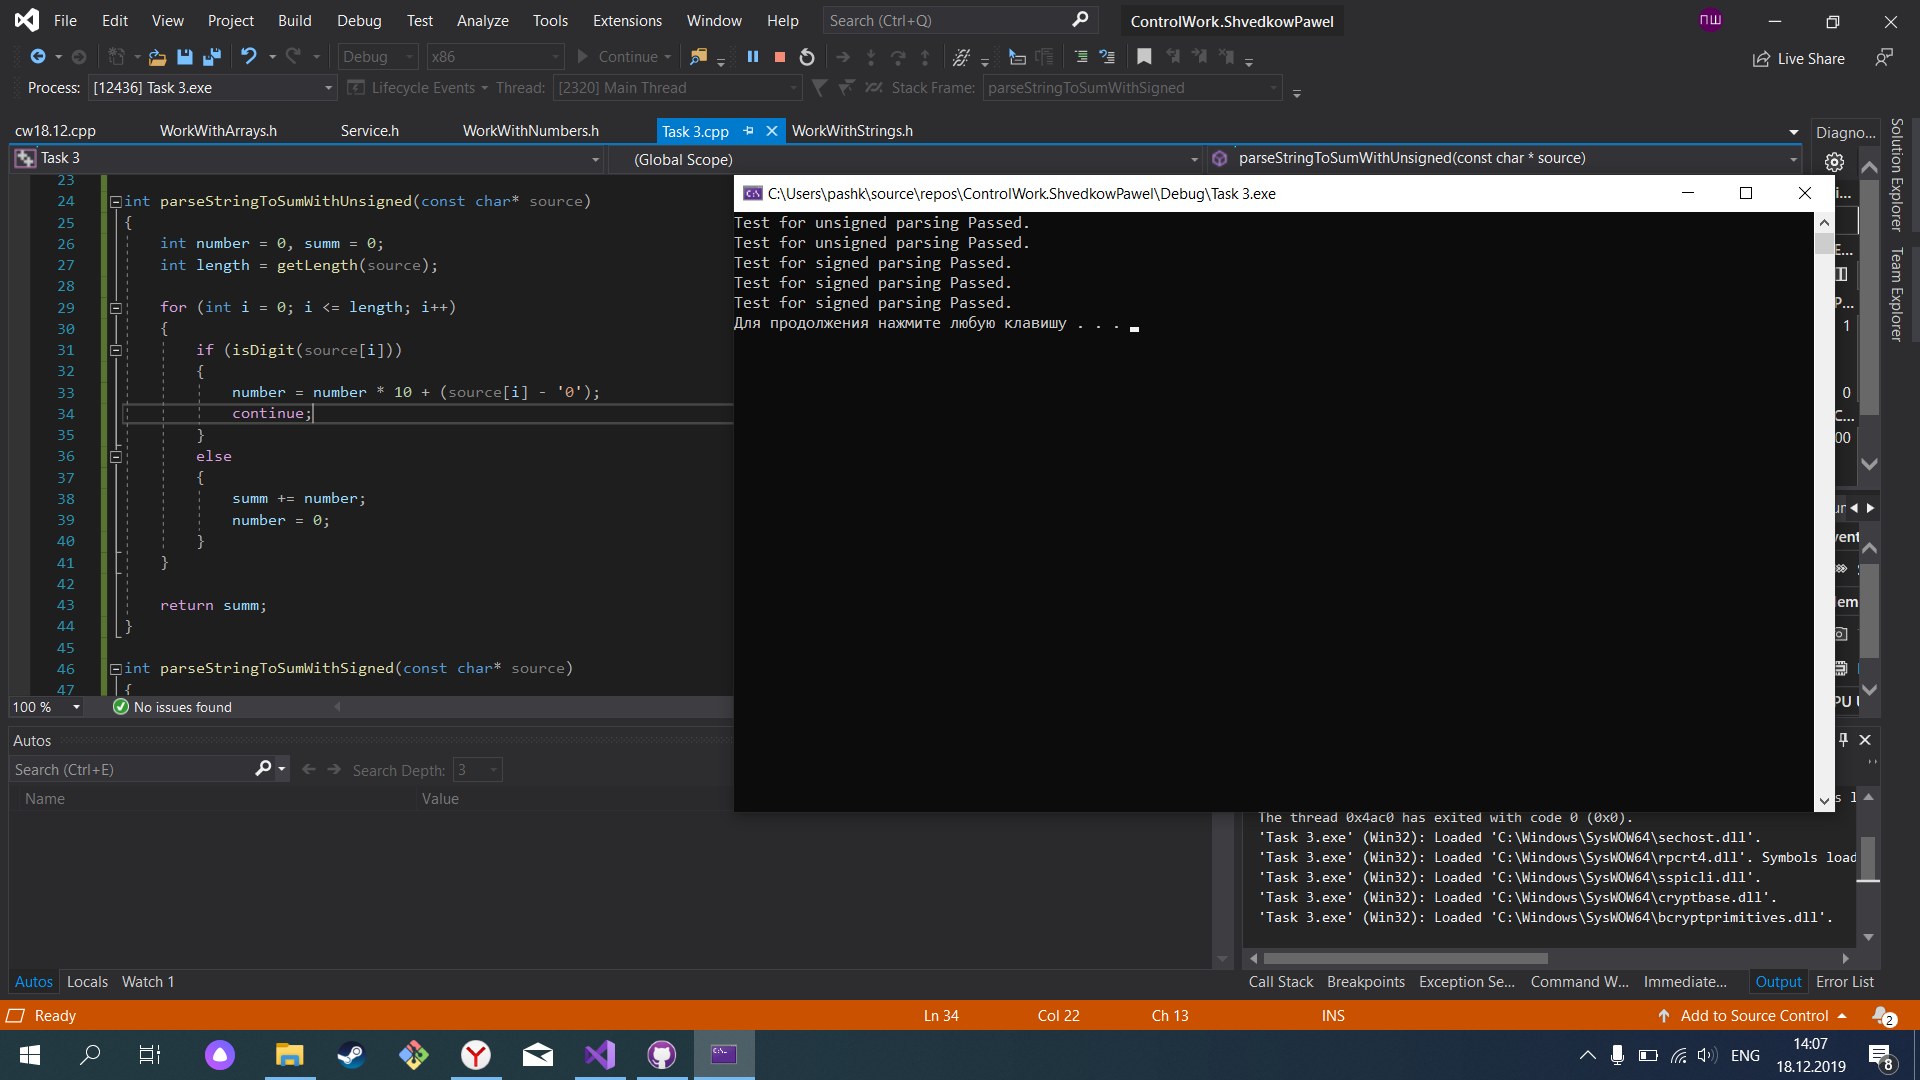 File Edit View Project Build Debug Test Analyze Tools Extensions Window Help Search (Ctrl+Q) ControlWork.ShvedkowPawel ПШ
Debug x86 Continue Live Share
Process: [12436] Task 3.exe Lifecycle Events Thread: [2320] Main Thread Stack Frame: parseStringToSumWithSigned
cw18.12.cpp WorkWithArrays.h Service.h WorkWithNumbers.h Task 3.cpp WorkWithStrings.h Diagno...
Task 3 (Global Scope) parseStringToSumWithUnsigned(const char * source)
Solution Explorer
Team Explorer
23
24 int parseStringToSumWithUnsigned(const char* source)
25 {
26 int number = 0, summ = 0;
27 int length = getLength(source);
28
29 for (int i = 0; i <= length; i++)
30 {
31 if (isDigit(source[i]))
32 {
33 number = number * 10 + (source[i] - '0');
34 continue;
35 }
36 else
37 {
38 summ += number;
39 number = 0;
40 }
41 }
42
43 return summ;
44 }
45
46 int parseStringToSumWithSigned(const char* source)
47 {
100 % No issues found
C:\Users\pashk\source\repos\ControlWork.ShvedkowPawel\Debug\Task 3.exe
Test for unsigned parsing Passed.
Test for unsigned parsing Passed.
Test for signed parsing Passed.
Test for signed parsing Passed.
Test for signed parsing Passed.
Для продолжения нажмите любую клавишу . . .
1
0
00
Autos
Search (Ctrl+E) Search Depth: 3
Name Value
The thread 0x4ac0 has exited with code 0 (0x0).
'Task 3.exe' (Win32): Loaded 'C:\Windows\SysWOW64\sechost.dll'.
'Task 3.exe' (Win32): Loaded 'C:\Windows\SysWOW64\rpcrt4.dll'. Symbols load
'Task 3.exe' (Win32): Loaded 'C:\Windows\SysWOW64\sspicli.dll'.
'Task 3.exe' (Win32): Loaded 'C:\Windows\SysWOW64\cryptbase.dll'.
'Task 3.exe' (Win32): Loaded 'C:\Windows\SysWOW64\bcryptprimitives.dll'.
Autos Locals Watch 1 Call Stack Breakpoints Exception Se... Command W... Immediate... Output Error List
Ready Ln 34 Col 22 Ch 13 INS Add to Source Control 2
ENG 14:07
18.12.2019 8